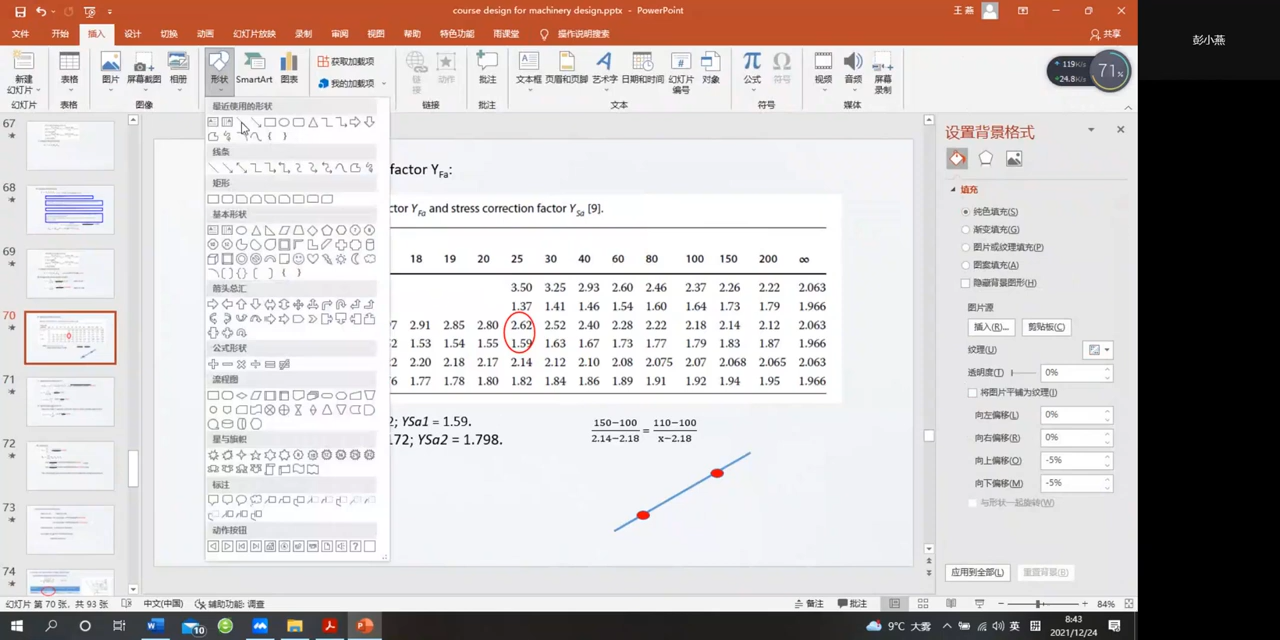 course design for machinery design.pptx - PowerPoint
王 燕
彭小燕
文件 开始 插入 设计 切换 动画 幻灯片放映 录制 审阅 视图 帮助 特色功能 雨课堂 操作说明搜索 共享
新建 幻灯片 表格 图片 屏幕截图 相册 形状 SmartArt 图表 获取加载项 我的加载项 链接 动作 批注 文本框 页眉和页脚 艺术字 日期和时间 幻灯片编号 对象 公式 符号 视频 音频 屏幕录制
119K/s
24.8K/s
71%
幻灯片 表格 图像 链接 批注 文本 符号 媒体
最近使用的形状
线条
矩形
基本形状
箭头总汇
公式形状
流程图
星与旗帜
标注
动作按钮
67
68
69
70
71
72
73
74
factor YFa:
ctor YFa and stress correction factor YSa [9].
18 19 20 25 30 40 60 80 100 150 200 ∞
3.50 3.25 2.93 2.60 2.46 2.37 2.26 2.22 2.063
1.37 1.41 1.46 1.54 1.60 1.64 1.73 1.79 1.966
7 2.91 2.85 2.80 2.62 2.52 2.40 2.28 2.22 2.18 2.14 2.12 2.063
2 1.53 1.54 1.55 1.59 1.63 1.67 1.73 1.77 1.79 1.83 1.87 1.966
2.20 2.18 2.17 2.14 2.12 2.10 2.08 2.075 2.07 2.068 2.065 2.063
6 1.77 1.78 1.80 1.82 1.84 1.86 1.89 1.91 1.92 1.94 1.95 1.966
2; YSa1 = 1.59.
172; YSa2 = 1.798.
150−100 / 2.14−2.18 = 110−100 / x−2.18
设置背景格式
填充
纯色填充(S)
渐变填充(G)
图片或纹理填充(P)
图案填充(A)
隐藏背景图形(H)
图片源
插入(R)... 剪贴板(C)
纹理(U)
透明度(T) 0%
将图片平铺为纹理(I)
向左偏移(L) 0%
向右偏移(R) 0%
向上偏移(O) -5%
向下偏移(M) -5%
与形状一起旋转(W)
应用到全部(L) 重置背景(B)
幻灯片 第 70 张，共 93 张 中文(中国) 辅助功能: 调查 备注 批注 84%
10
9°C 大雾 英
8:43
2021/12/24